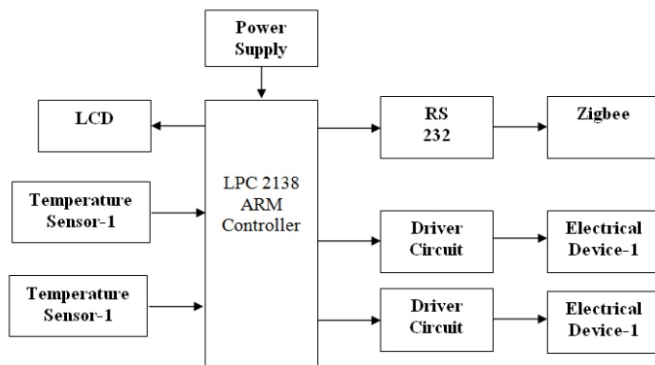 Power
Supply
LCD
RS
232
Zigbee
LPC 2138
ARM
Controller
Temperature
Sensor-1
Driver
Circuit
Electrical
Device-1
Temperature
Sensor-1
Driver
Circuit
Electrical
Device-1